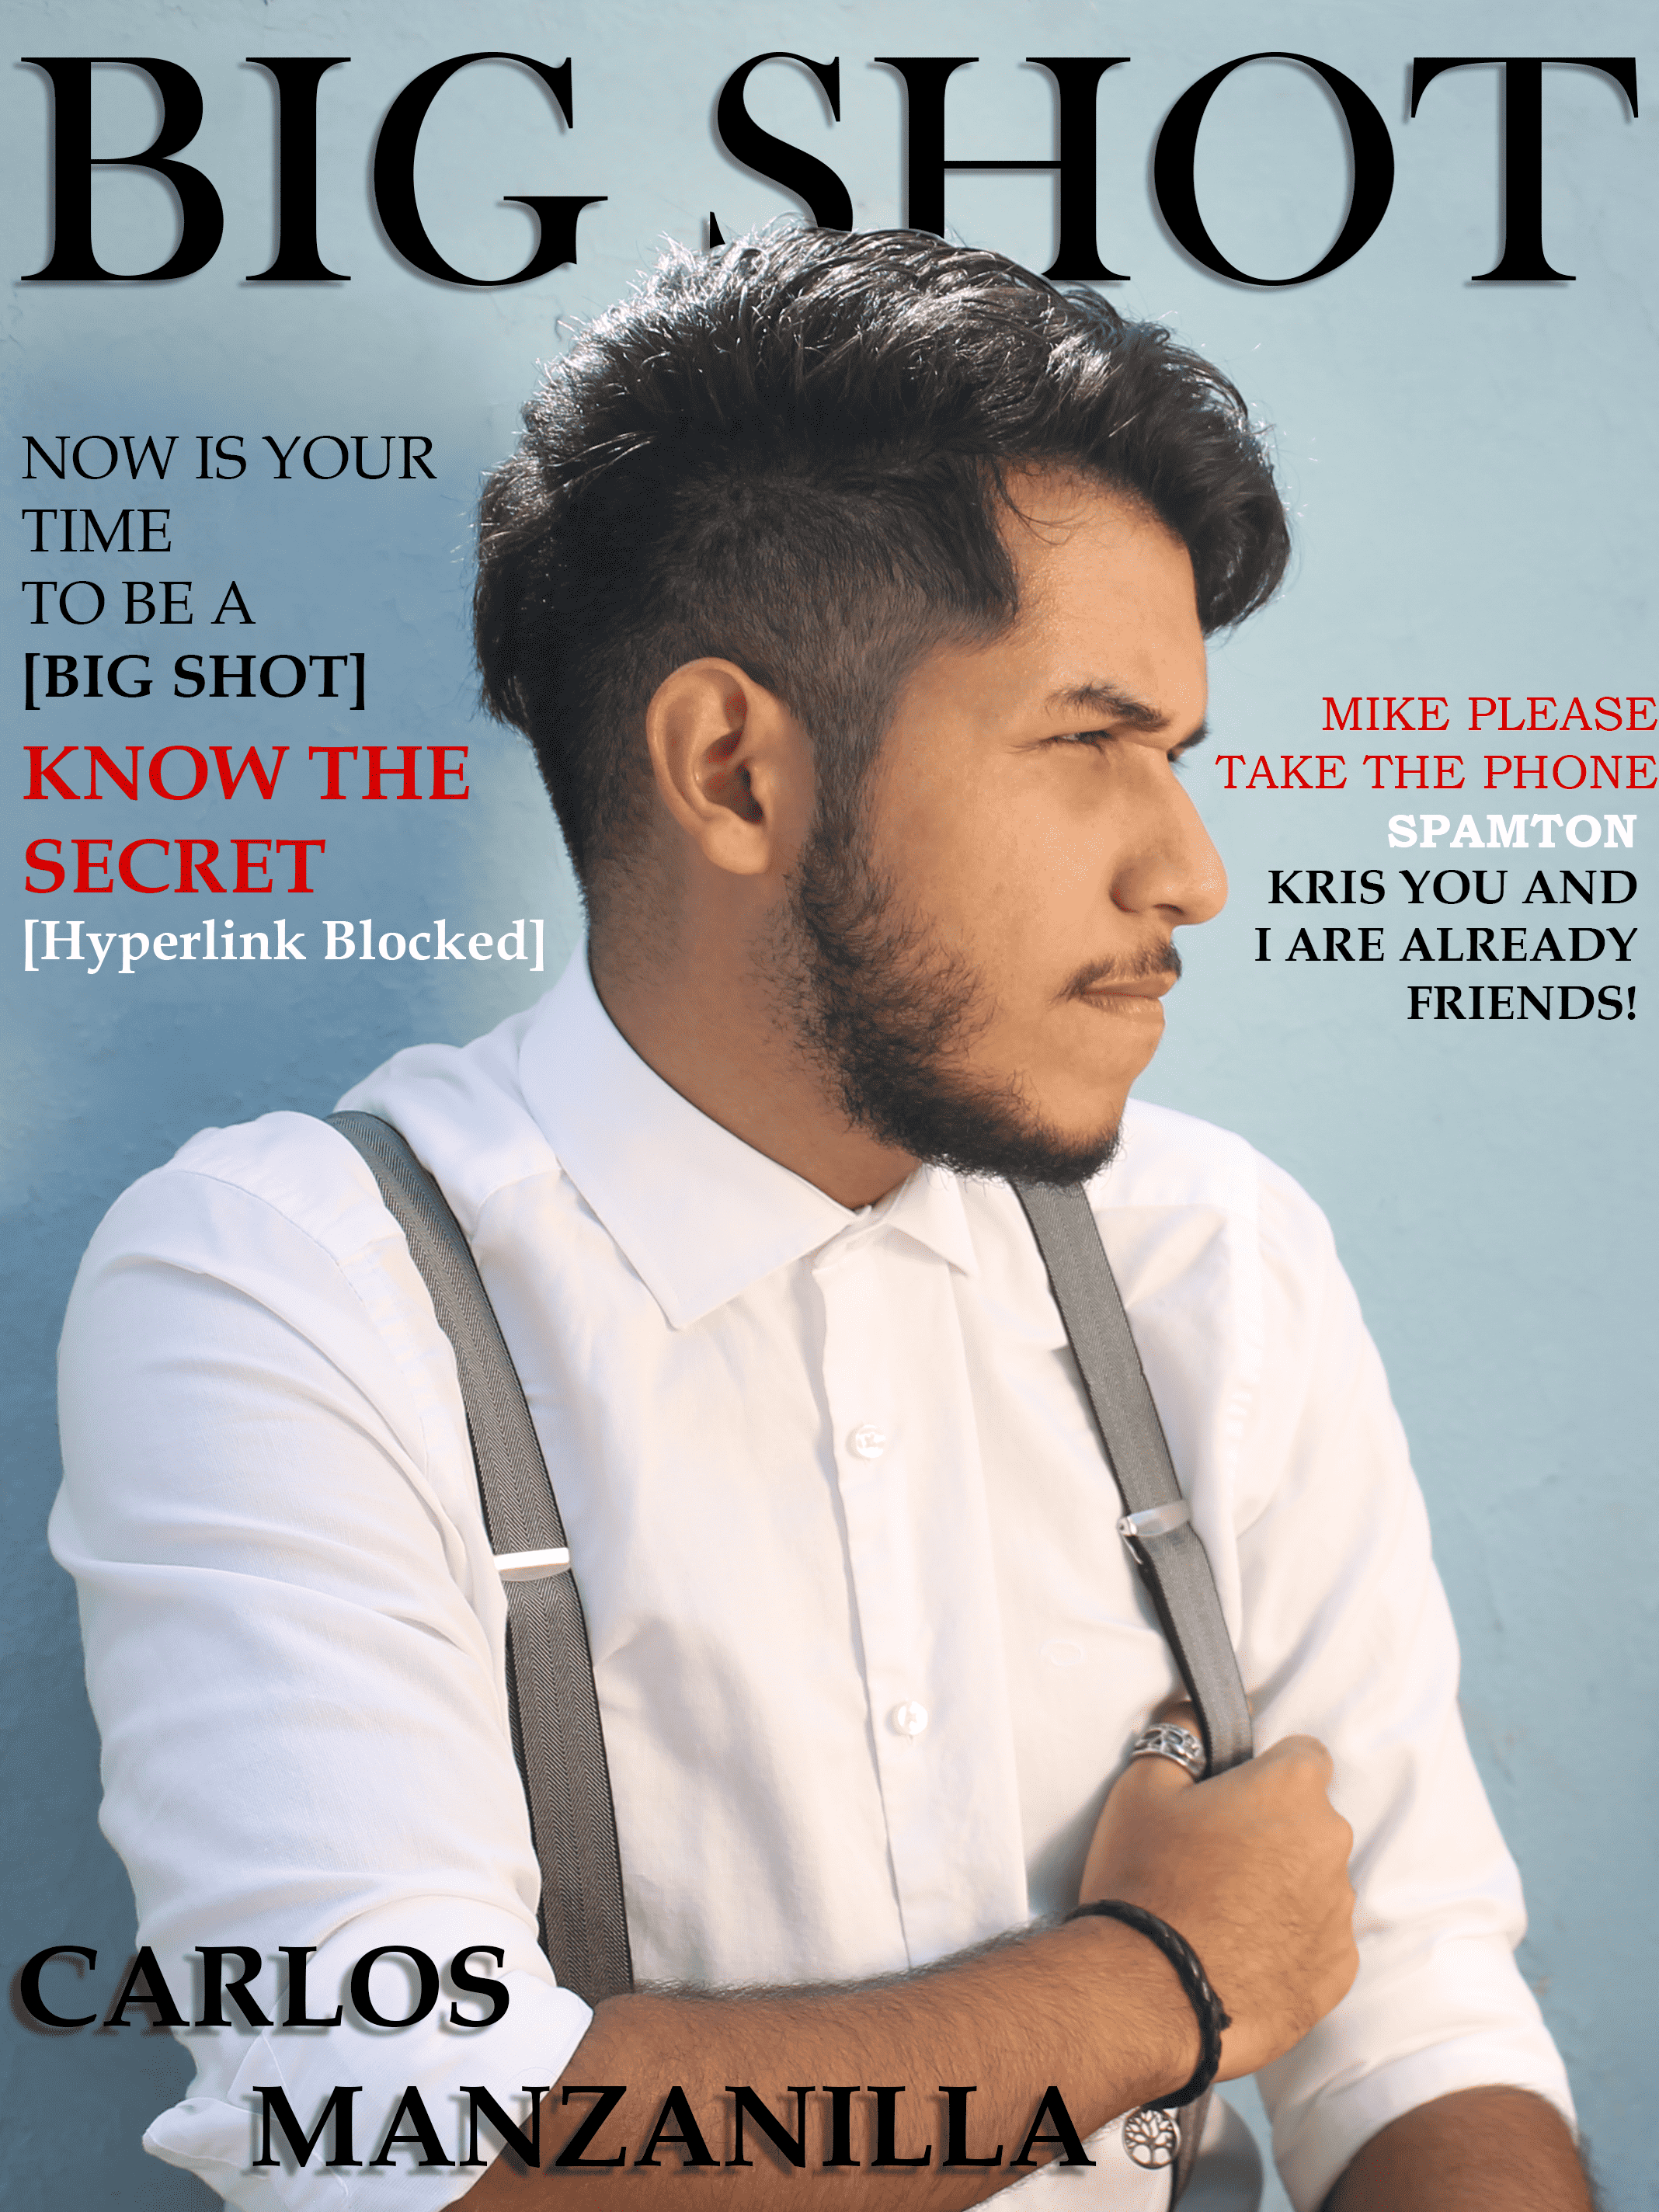 BIG SHOT
NOW IS YOUR
TIME
TO BE A
[BIG SHOT]
KNOW THE
SECRET
[Hyperlink Blocked]
MIKE PLEASE
TAKE THE PHONE
SPAMTON
KRIS YOU AND
I ARE ALREADY
FRIENDS!
CARLOS
MANZANILLA